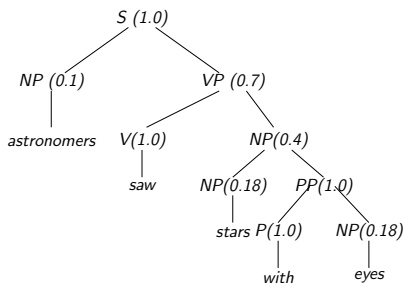 S (1.0)
NP (0.1) VP (0.7)
astronomers V(1.0) NP(0.4)
saw NP(0.18) PP(1.0)
stars P(1.0) NP(0.18)
with eyes